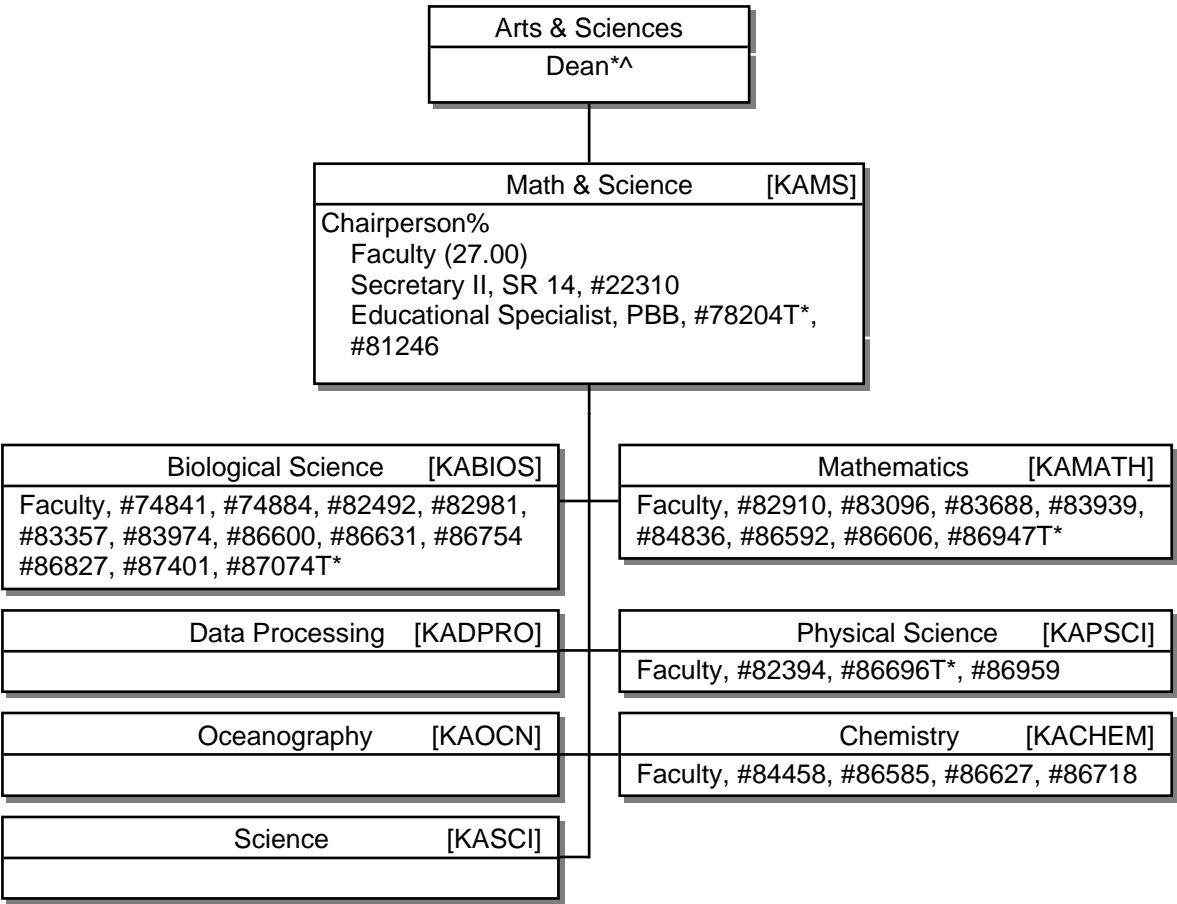 Arts & Sciences
Dean*^
Math & Science [KAMS]
Chairperson%
Faculty (27.00)
Secretary II, SR 14, #22310
Educational Specialist, PBB, #78204T*,
#81246
Biological Science [KABIOS]
Faculty, #74841, #74884, #82492, #82981,
#83357, #83974, #86600, #86631, #86754
#86827, #87401, #87074T*
Mathematics [KAMATH]
Faculty, #82910, #83096, #83688, #83939,
#84836, #86592, #86606, #86947T*
Data Processing [KADPRO]
Physical Science [KAPSCI]
Faculty, #82394, #86696T*, #86959
Oceanography [KAOCN]
Chemistry [KACHEM]
Faculty, #84458, #86585, #86627, #86718
Science [KASCI]